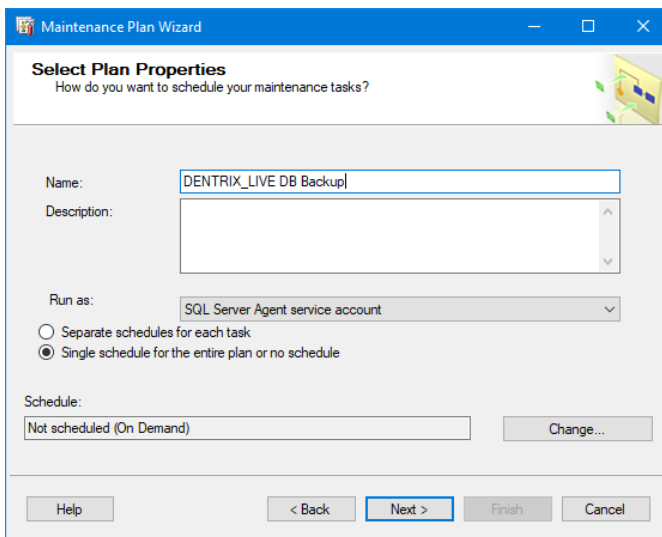 Maintenance Plan Wizard
Select Plan Properties
How do you want to schedule your maintenance tasks?
Name:
DENTRIX_LIVE DB Backup
Description:
Run as:
SQL Server Agent service account
Separate schedules for each task
Single schedule for the entire plan or no schedule
Schedule:
Not scheduled (On Demand)
Change...
Help
< Back
Next >
Finish
Cancel